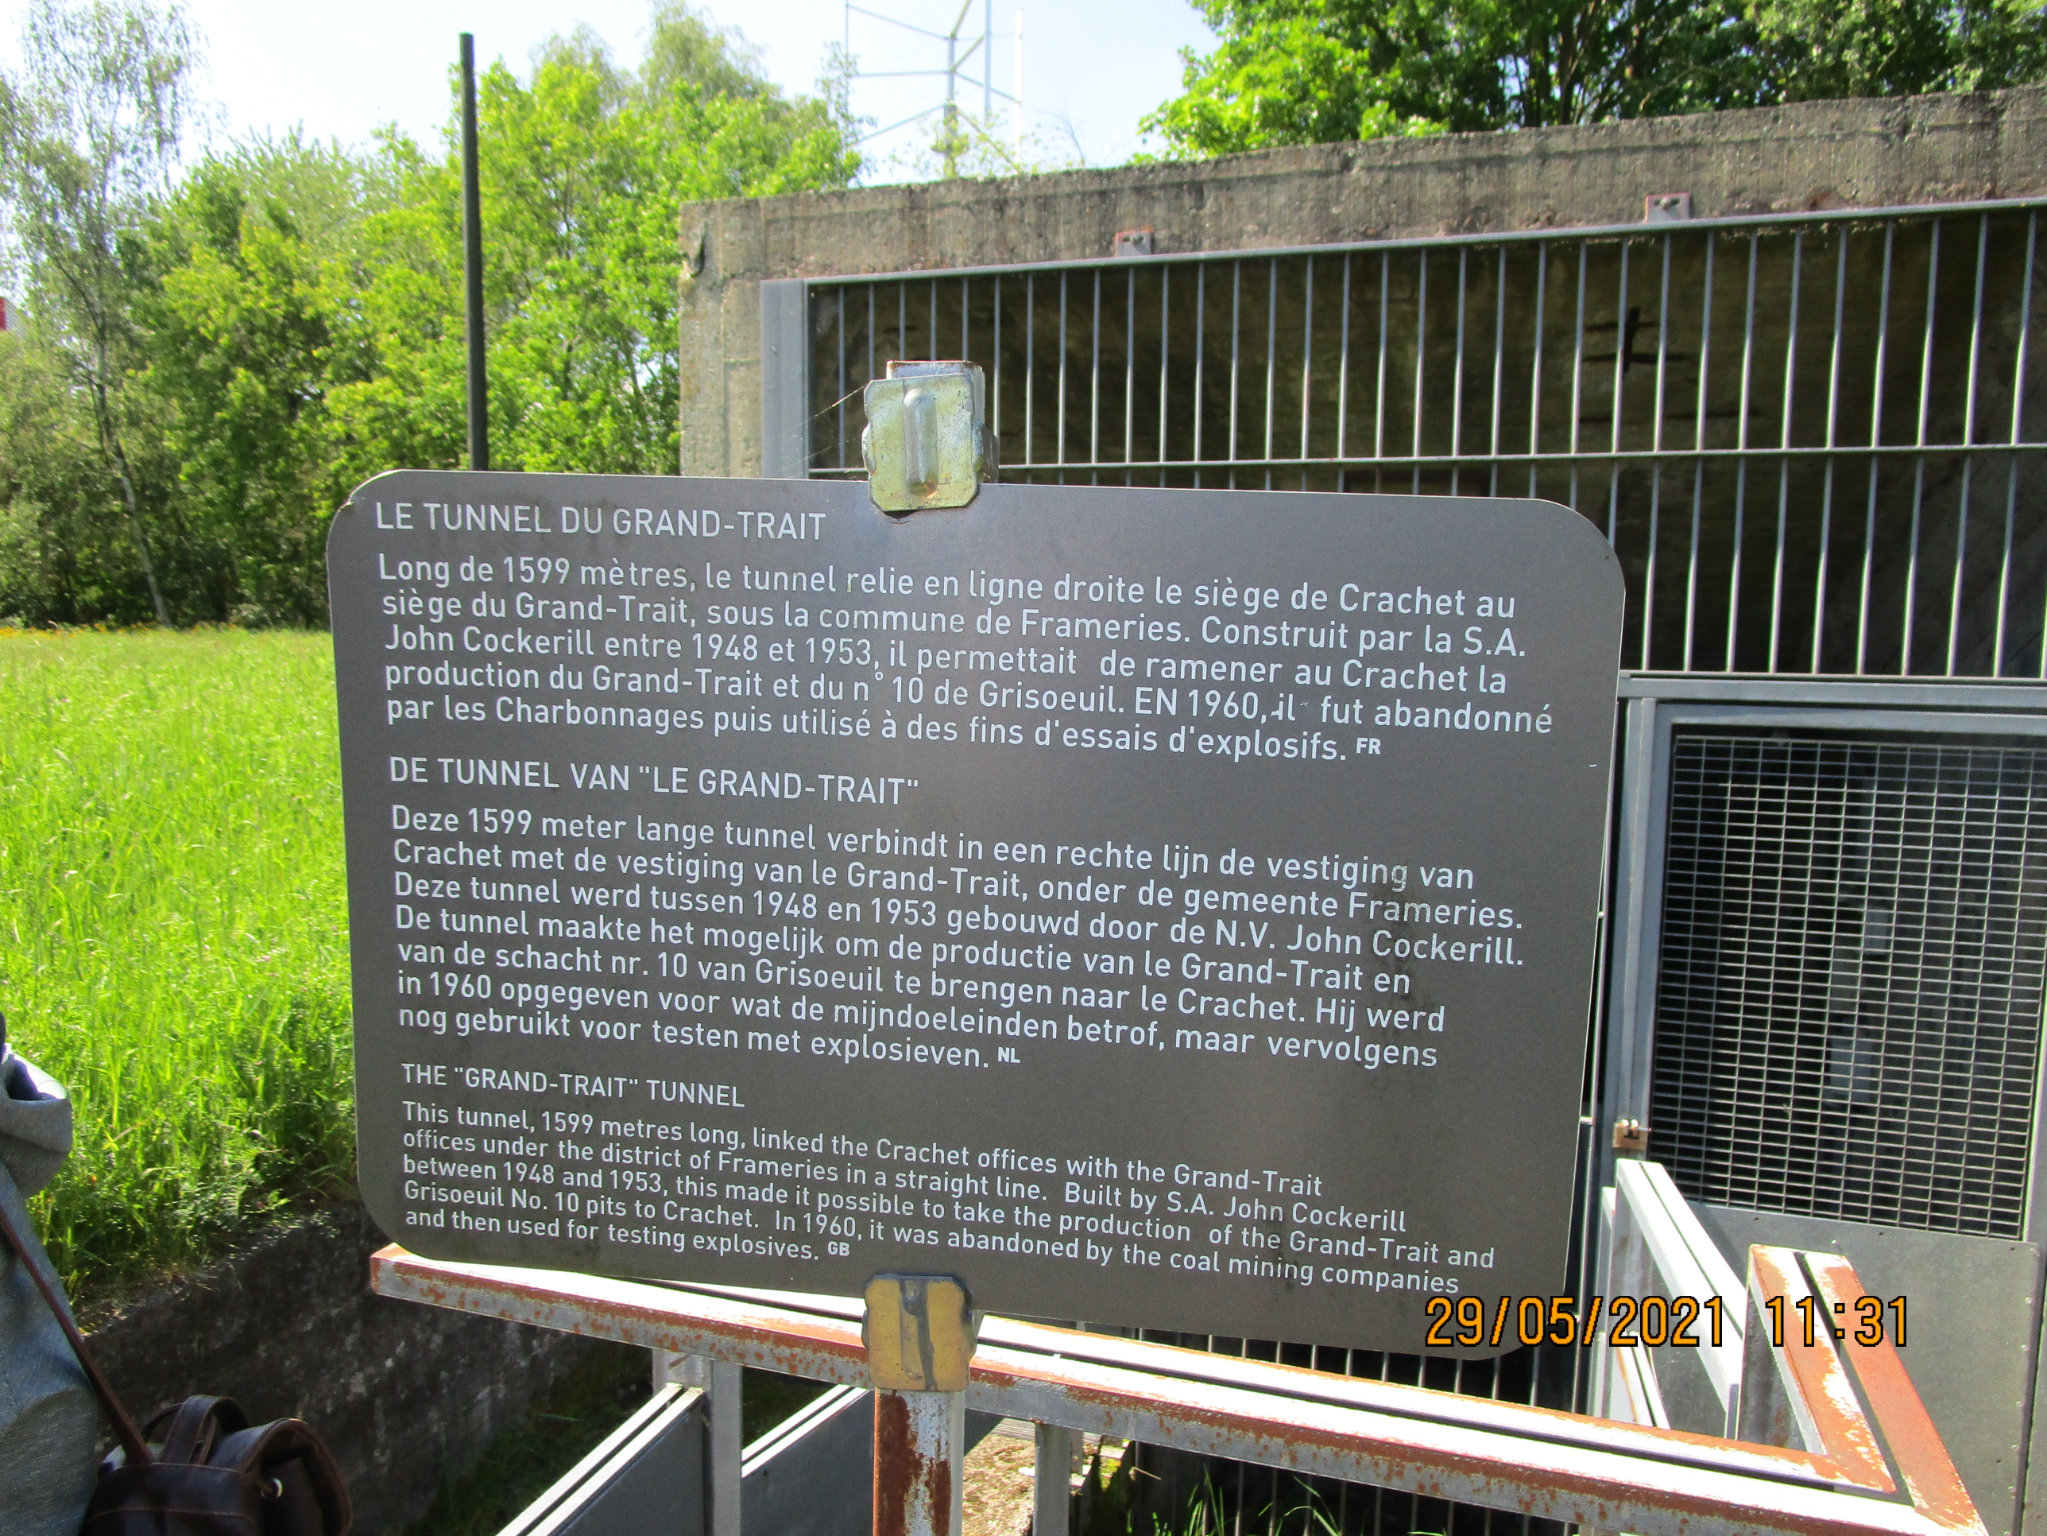 LE TUNNEL DU GRAND-TRAIT
Long de 1599 mètres, le tunnel relie en ligne droite le siège de Crachet au
siège du Grand-Trait, sous la commune de Frameries. Construit par la S.A.
John Cockerill entre 1948 et 1953, il permettait de ramener au Crachet la
production du Grand-Trait et du n° 10 de Grisoeuil. EN 1960, il fut abandonné
par les Charbonnages puis utilisé à des fins d'essais d'explosifs. FR
DE TUNNEL VAN "LE GRAND-TRAIT"
Deze 1599 meter lange tunnel verbindt in een rechte lijn de vestiging van
Crachet met de vestiging van le Grand-Trait, onder de gemeente Frameries.
Deze tunnel werd tussen 1948 en 1953 gebouwd door de N.V. John Cockerill.
De tunnel maakte het mogelijk om de productie van le Grand-Trait en
van de schacht nr. 10 van Grisoeuil te brengen naar le Crachet. Hij werd
in 1960 opgegeven voor wat de mijndoeleinden betrof, maar vervolgens
nog gebruikt voor testen met explosieven. NL
THE "GRAND-TRAIT" TUNNEL
This tunnel, 1599 metres long, linked the Crachet offices with the Grand-Trait
offices under the district of Frameries in a straight line. Built by S.A. John Cockerill
between 1948 and 1953, this made it possible to take the production of the Grand-Trait and
Grisoeuil No. 10 pits to Crachet. In 1960, it was abandoned by the coal mining companies
and then used for testing explosives. GB
29/05/2021 11:31